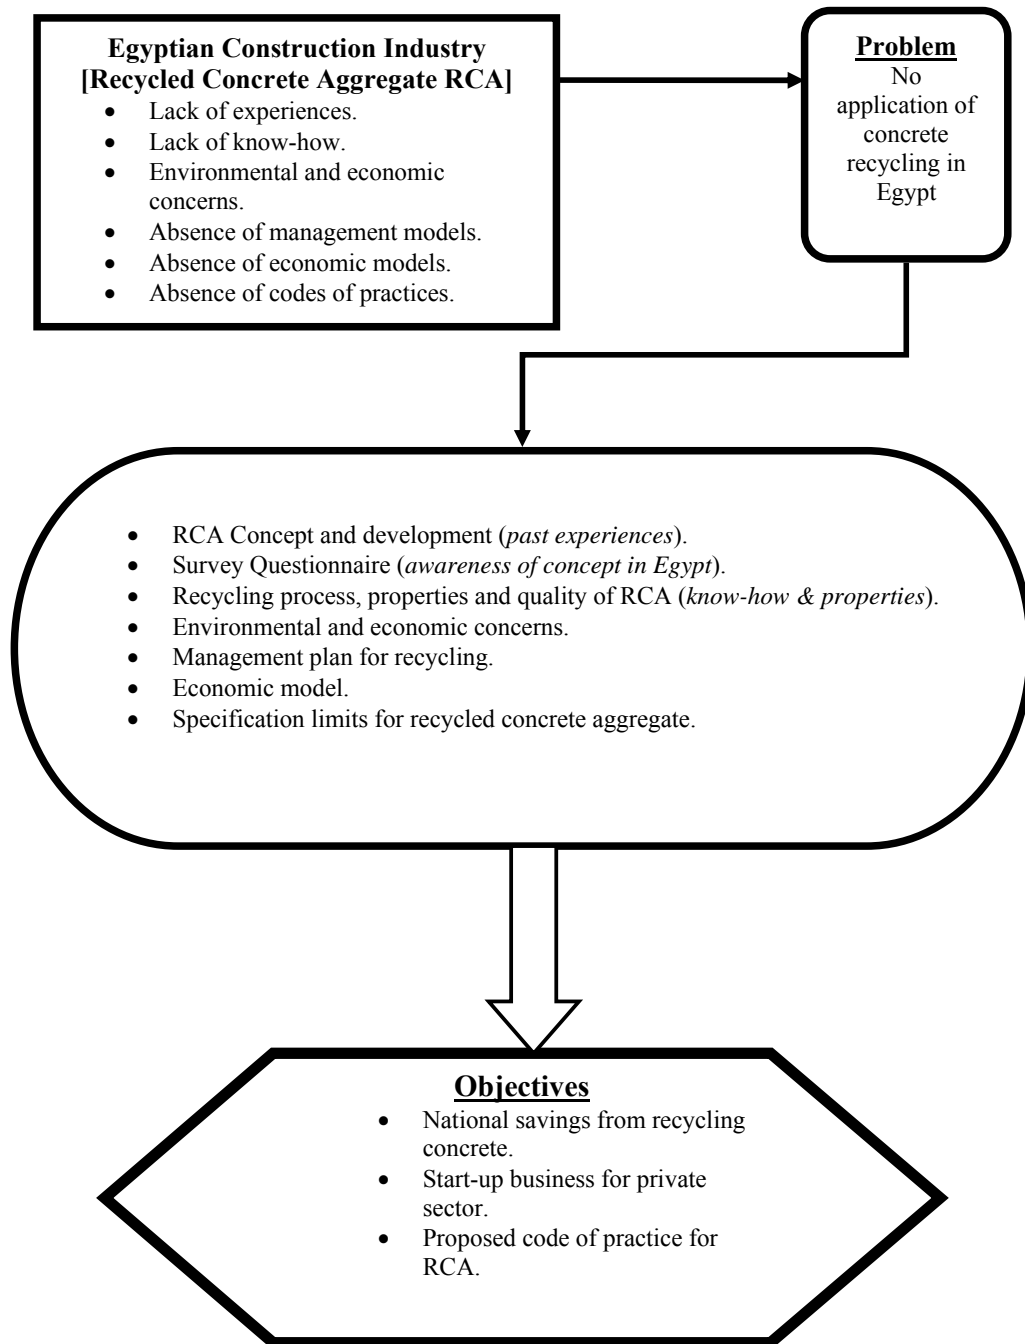 Egyptian Construction Industry
[Recycled Concrete Aggregate RCA]
• Lack of experiences.
• Lack of know-how.
• Environmental and economic
concerns.
• Absence of management models.
• Absence of economic models.
• Absence of codes of practices.
Problem
No
application of
concrete
recycling in
Egypt
• RCA Concept and development (past experiences).
• Survey Questionnaire (awareness of concept in Egypt).
• Recycling process, properties and quality of RCA (know-how & properties).
• Environmental and economic concerns.
• Management plan for recycling.
• Economic model.
• Specification limits for recycled concrete aggregate.
Objectives
• National savings from recycling
concrete.
• Start-up business for private
sector.
• Proposed code of practice for
RCA.